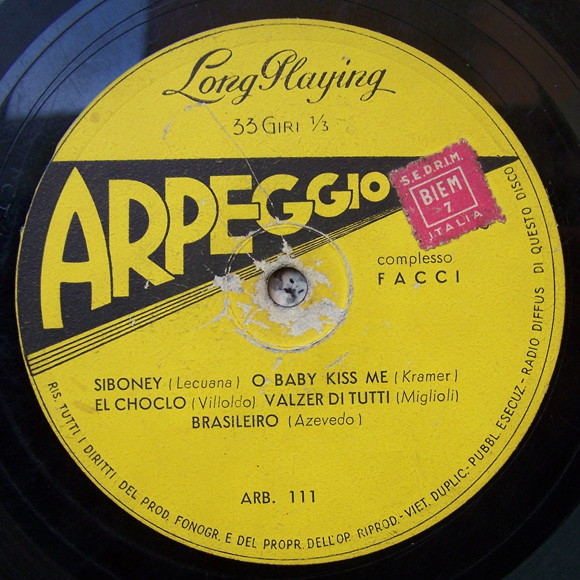 Long Playing
33 GIRI 1/3
ARPEGGIO
S.E.D.R.I.M.
BIEM
7
ITALIA
complesso
FACCI
SIBONEY (Lecuana) O BABY KISS ME (Kramer)
EL CHOCLO (Villoldo) VALZER DI TUTTI (Miglioli)
BRASILEIRO (Azevedo)
ARB. 111
RIS. TUTTI I DIRITTI DEL PROD. FONOGR. E DEL PROPR. DELL'OP. RIPROD.- VIET. DUPLIC.- PUBBL ESECUZ.- RADIO DIFFUS DI QUESTO DISCO